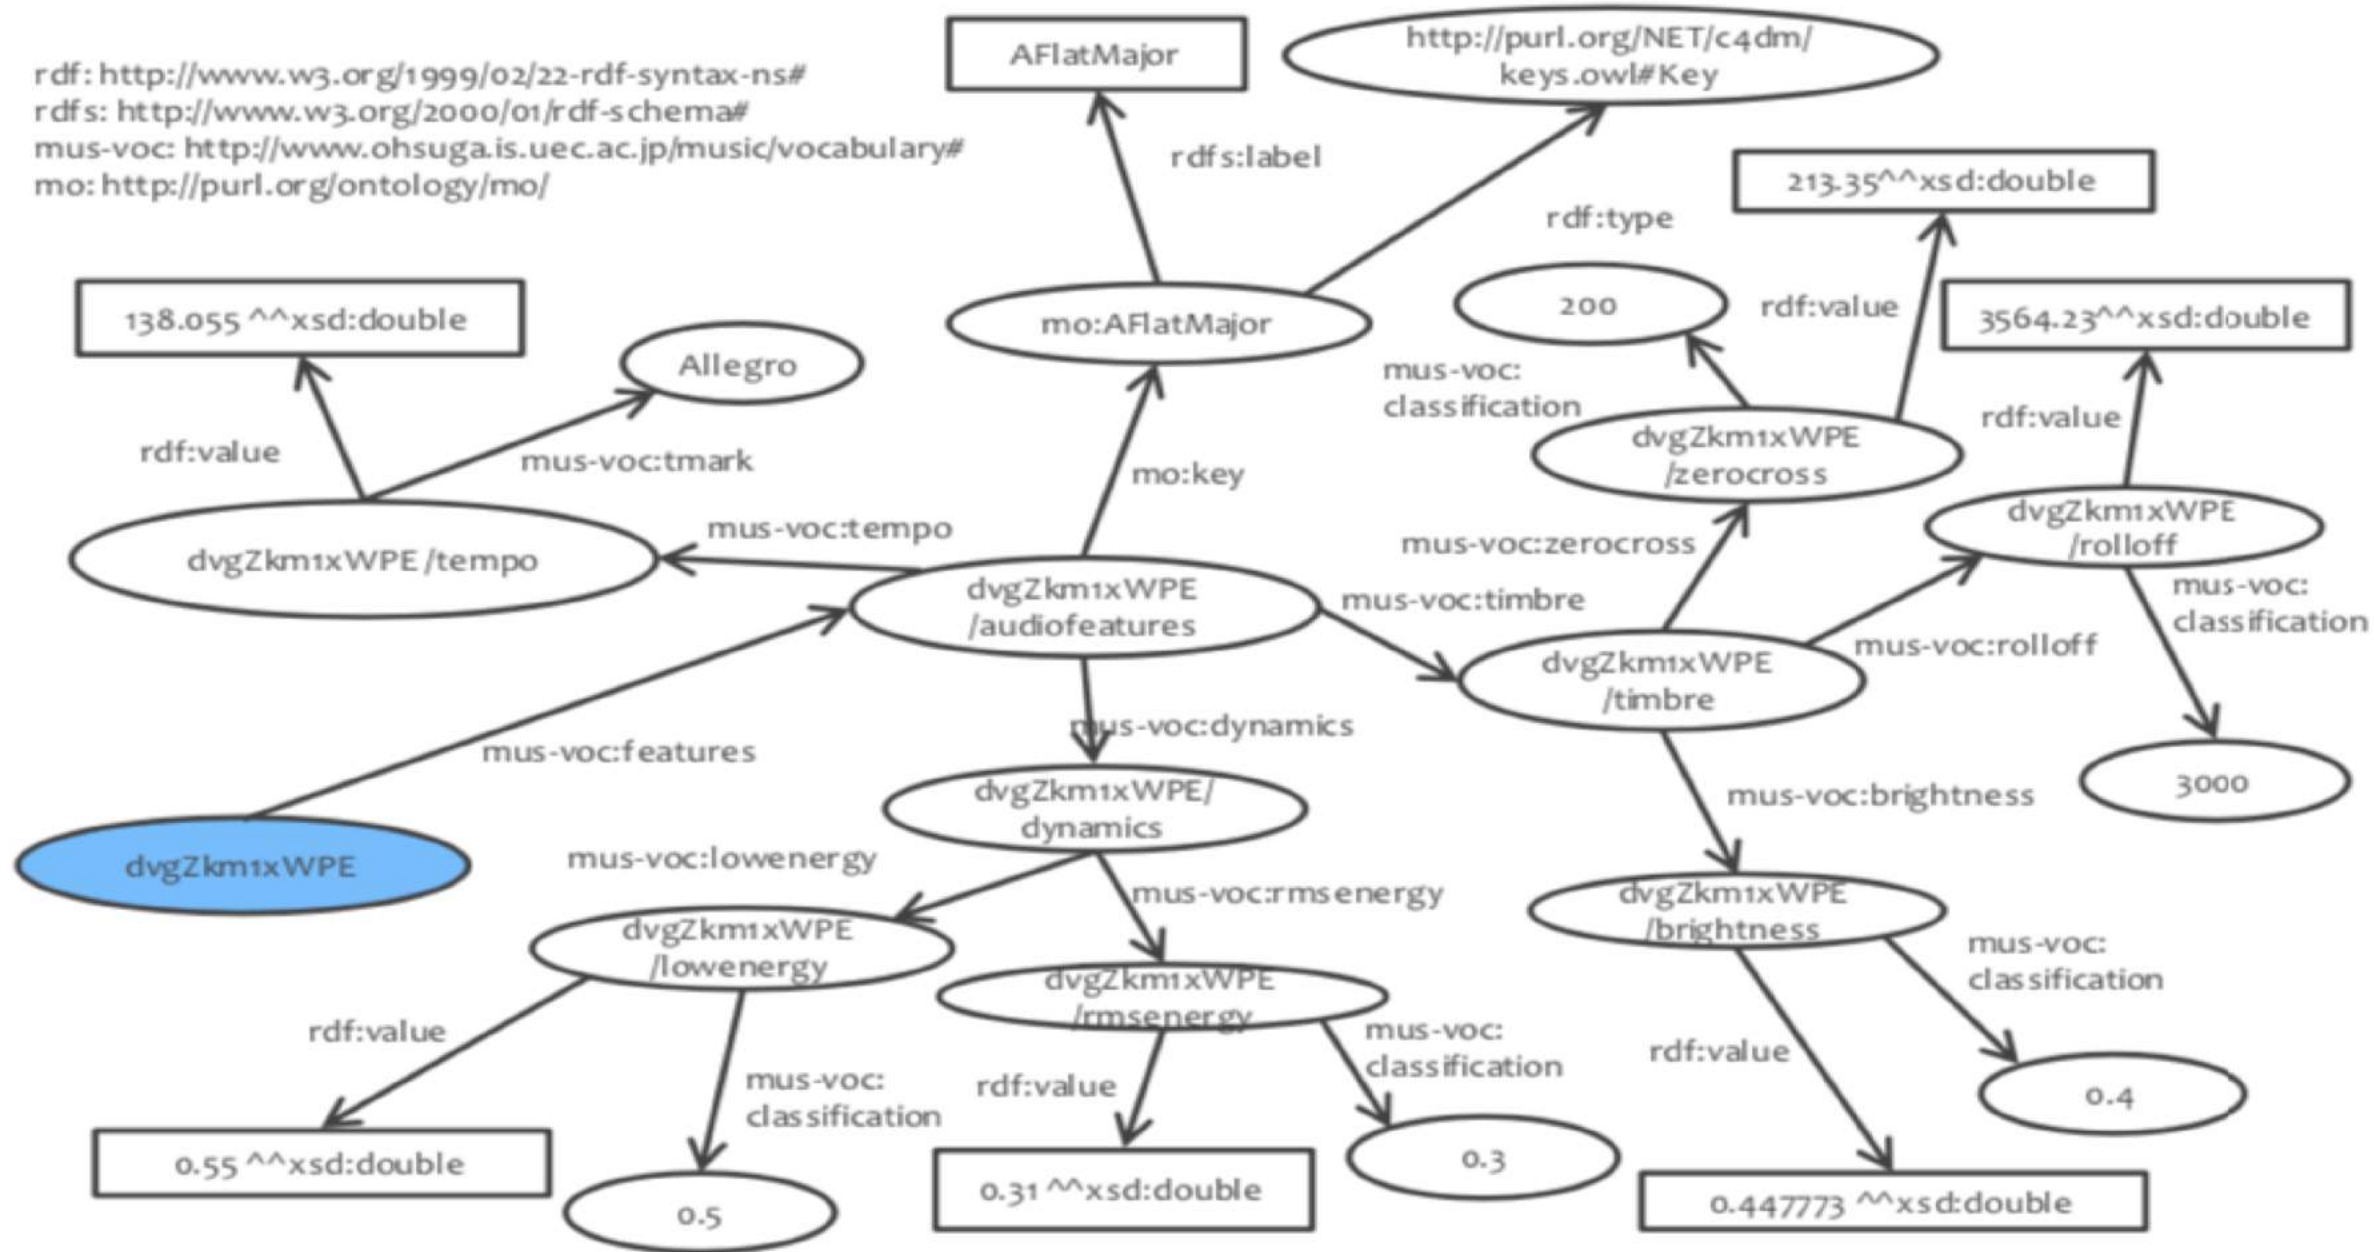 rdf: http://www.w3.org/1999/02/22-rdf-syntax-ns#
rdfs: http://www.w3.org/2000/01/rdf-schema#
mus-voc: http://www.ohsuga.is.uec.ac.jp/music/vocabulary#
mo: http://purl.org/ontology/mo/
AFlatMajor
http://purl.org/NET/c4dm/
keys.owl#Key
rdfs:label
213.35^^xsd:double
rdf:type
138.055 ^^xsd:double
Allegro
mo:AFlatMajor
200
rdf:value
3564.23^^xsd:double
mus-voc:
classification
rdf:value
mus-voc:tmark
mo:key
dvgZkm1xWPE
/zerocross
rdf:value
dvgZkm1xWPE /tempo
mus-voc:tempo
mus-voc:zerocross
dvgZkm1xWPE
/rolloff
dvgZkm1xWPE
/audiofeatures
mus-voc:timbre
mus-voc:
classification
dvgZkm1xWPE
/timbre
mus-voc:rolloff
mus-voc:features
mus-voc:dynamics
3000
dvgZkm1xWPE/
dynamics
mus-voc:brightness
dvgZkm1xWPE
mus-voc:lowenergy
mus-voc:rmsenergy
dvgZkm1xWPE
/brightness
dvgZkm1xWPE
/lowenergy
dvgZkm1xWPE
/rmsenergy
mus-voc:
classification
rdf:value
mus-voc:
classification
rdf:value
mus-voc:
classification
rdf:value
0.4
0.55 ^^xsd:double
0.5
0.31 ^^xsd:double
0.3
0.447773 ^^xsd:double